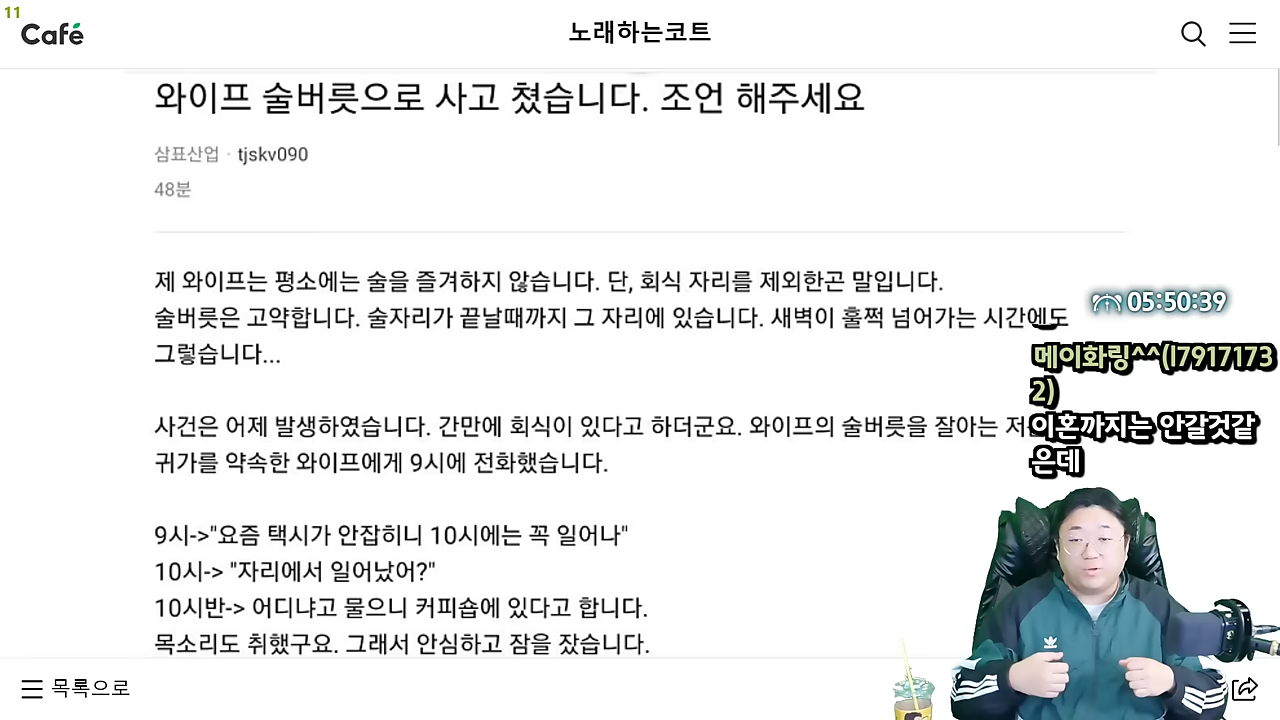 11
Café
노래하는코트
와이프 술버릇으로 사고 쳤습니다. 조언 해주세요
삼표산업 · tjskv090
48분
제 와이프는 평소에는 술을 즐겨하지 않습니다. 단, 회식 자리를 제외한곤 말입니다.
술버릇은 고약합니다. 술자리가 끝날때까지 그 자리에 있습니다. 새벽이 훌쩍 넘어가는 시간에도
그렇습니다...
사건은 어제 발생하였습니다. 간만에 회식이 있다고 하더군요. 와이프의 술버릇을 잘아는
귀가를 약속한 와이프에게 9시에 전화했습니다.
9시->"요즘 택시가 안잡히니 10시에는 꼭 일어나"
10시-> "자리에서 일어났어?"
10시반-> 어디냐고 물으니 커피숍에 있다고 합니다.
목소리도 취했구요. 그래서 안심하고 잠을 잤습니다.
05:50:39
메이화링^^(l7917173
2)
이혼까지는 안갈것같
은데
목록으로